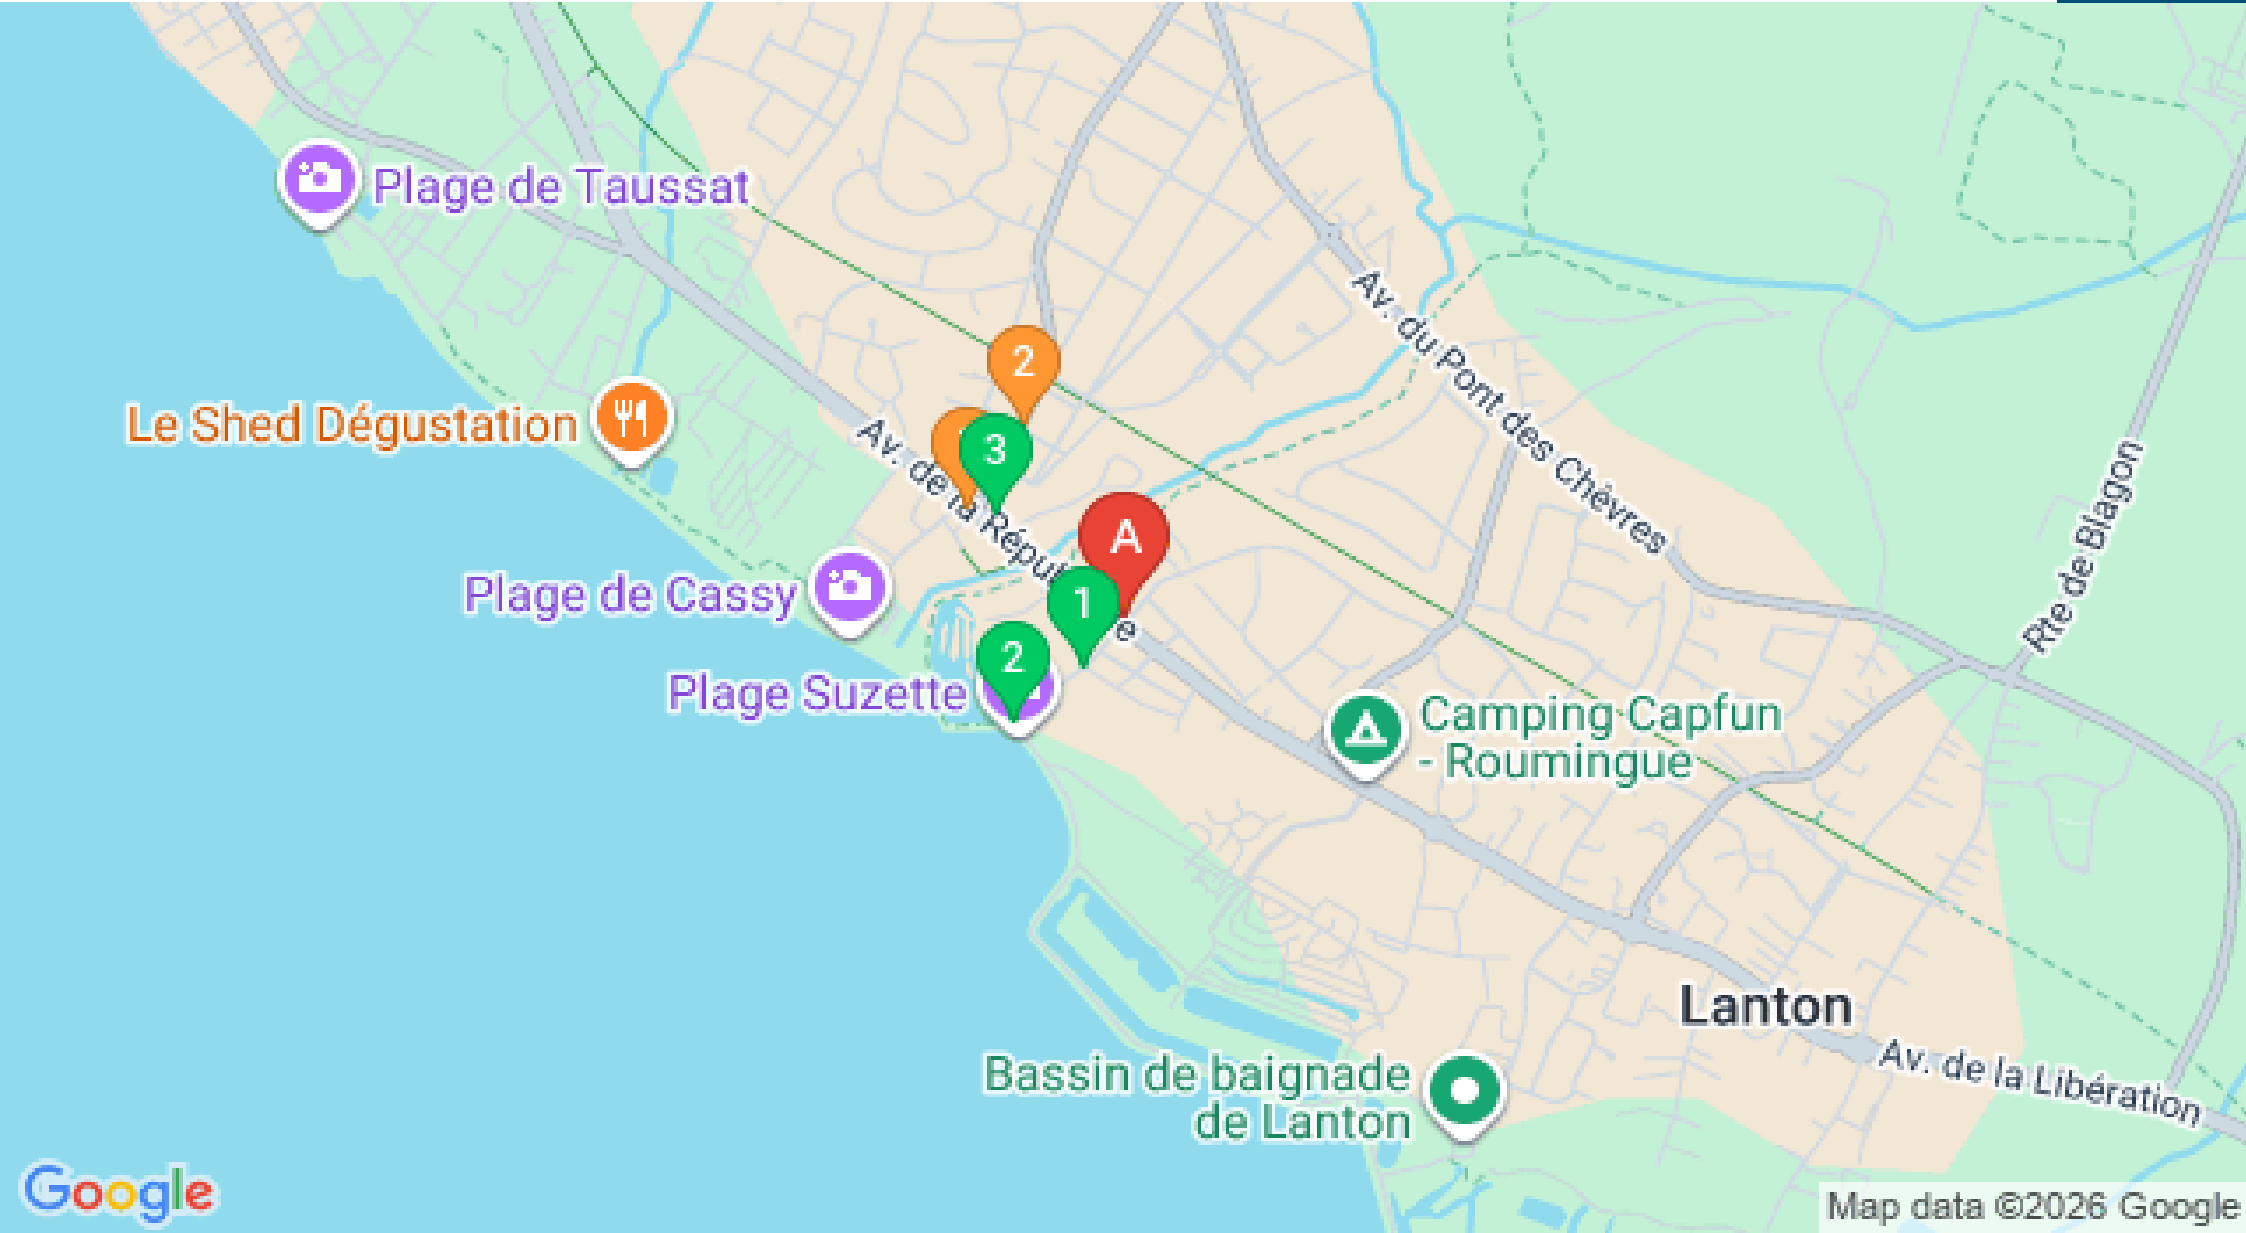 Plage de Taussat
Av. du Pont des Chèvres
2
Le Shed Dégustation
3
Av. de la Répu
Rte de Blagon
A
Plage de Cassy
1
e
2
Plage Suzette
Camping Capfun
- Roumingue
Lanton
Av. de la Libération
Bassin de baignade
de Lanton
Google
Map data ©2026 Google